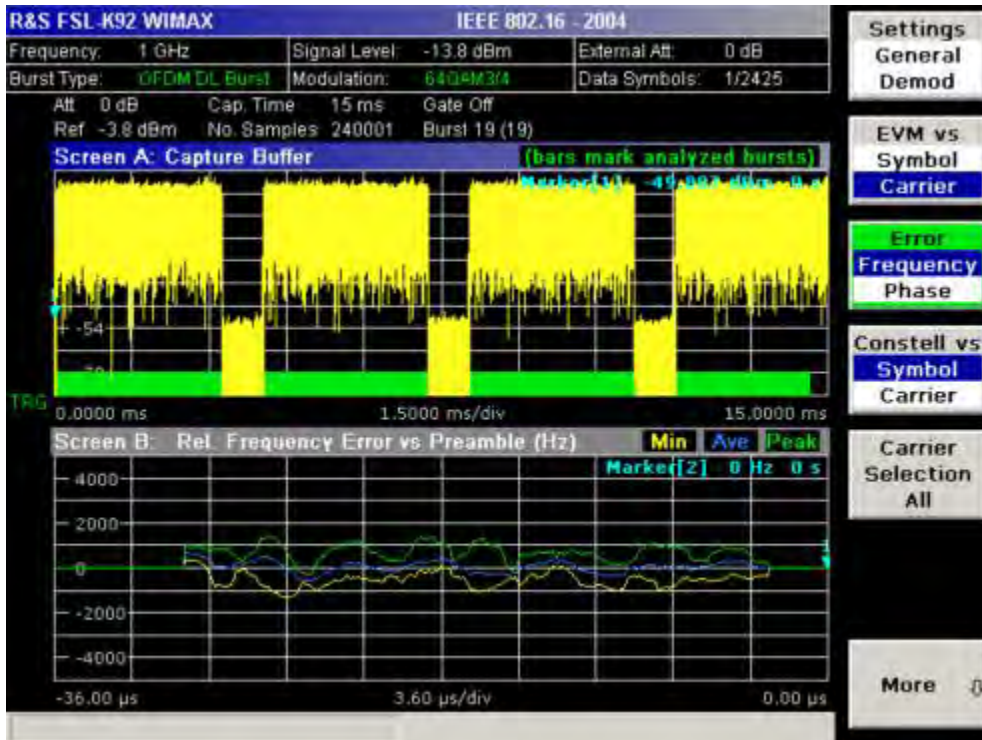 R&S FSL-K92 WIMAX IEEE 802.16 - 2004
Frequency: 1 GHz Signal Level: -13.8 dBm External Att: 0 dB
Burst Type: OFDM DL Burst Modulation: 64QAM3/4 Data Symbols: 1/2425
Att 0 dB Cap. Time 15 ms Gate Off
Ref -3.8 dBm No. Samples 240001 Burst 19 (19)
Screen A: Capture Buffer (bars mark analyzed bursts)
Marker[1] dBm 0 s
-54
TRG
0.0000 ms 1.5000 ms/div 15.0000 ms
Screen B: Rel. Frequency Error vs Preamble (Hz) Min Ave Peak
Marker[2] 0 Hz 0 s
1
4000
2000
0
-2000
-4000
-36.00 µs 3.60 µs/div 0.00 µs
Settings
General
Demod
EVM vs
Symbol
Carrier
Error
Frequency
Phase
Constell vs
Symbol
Carrier
Carrier
Selection
All
More